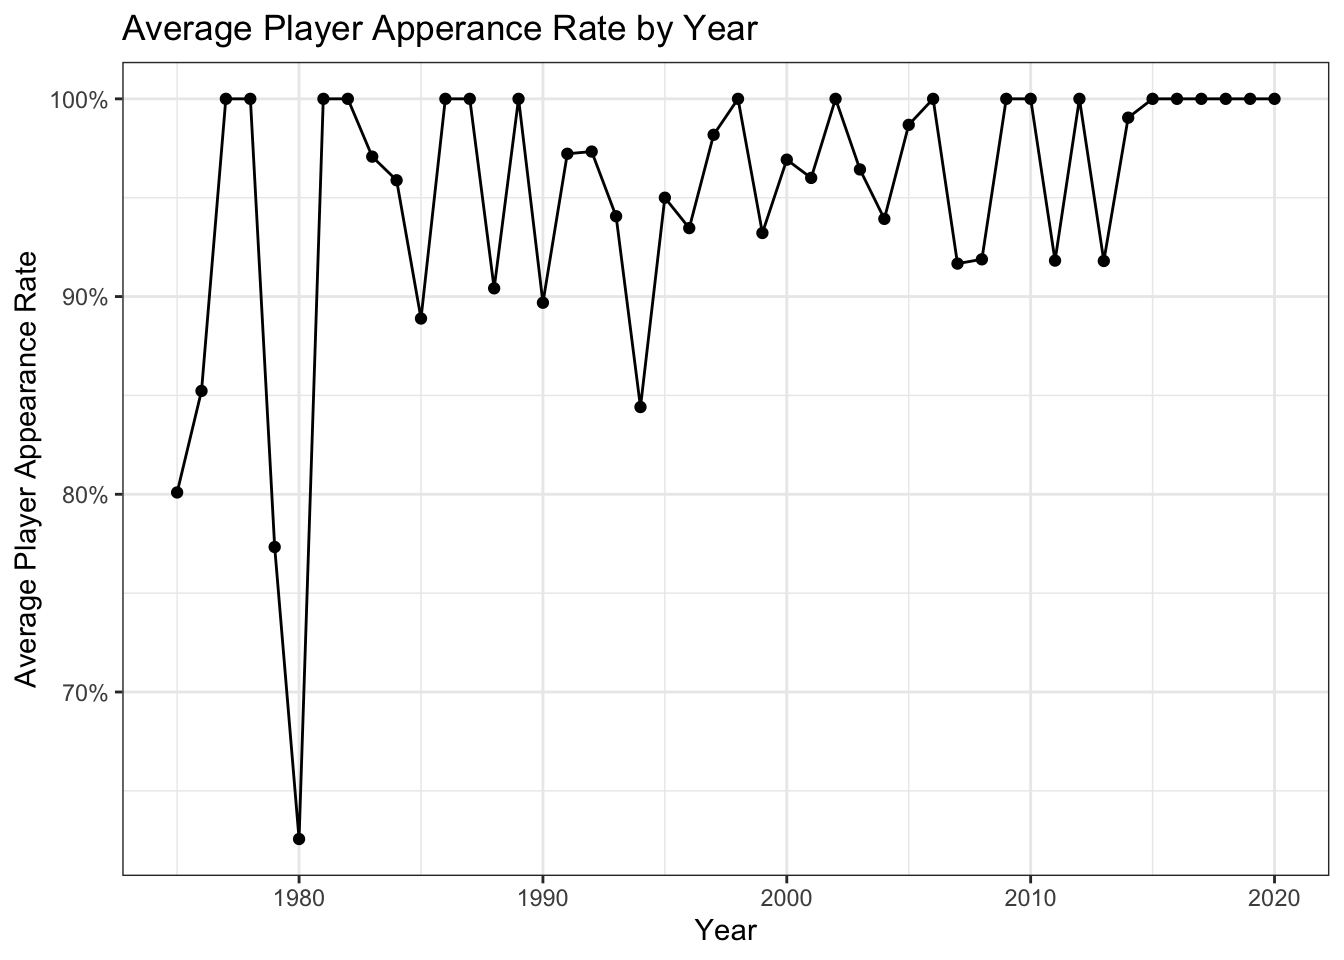 Average Player Apperance Rate by Year
Average Player Appearance Rate
100%
90%
80%
70%
1980 1990 2000 2010 2020
Year